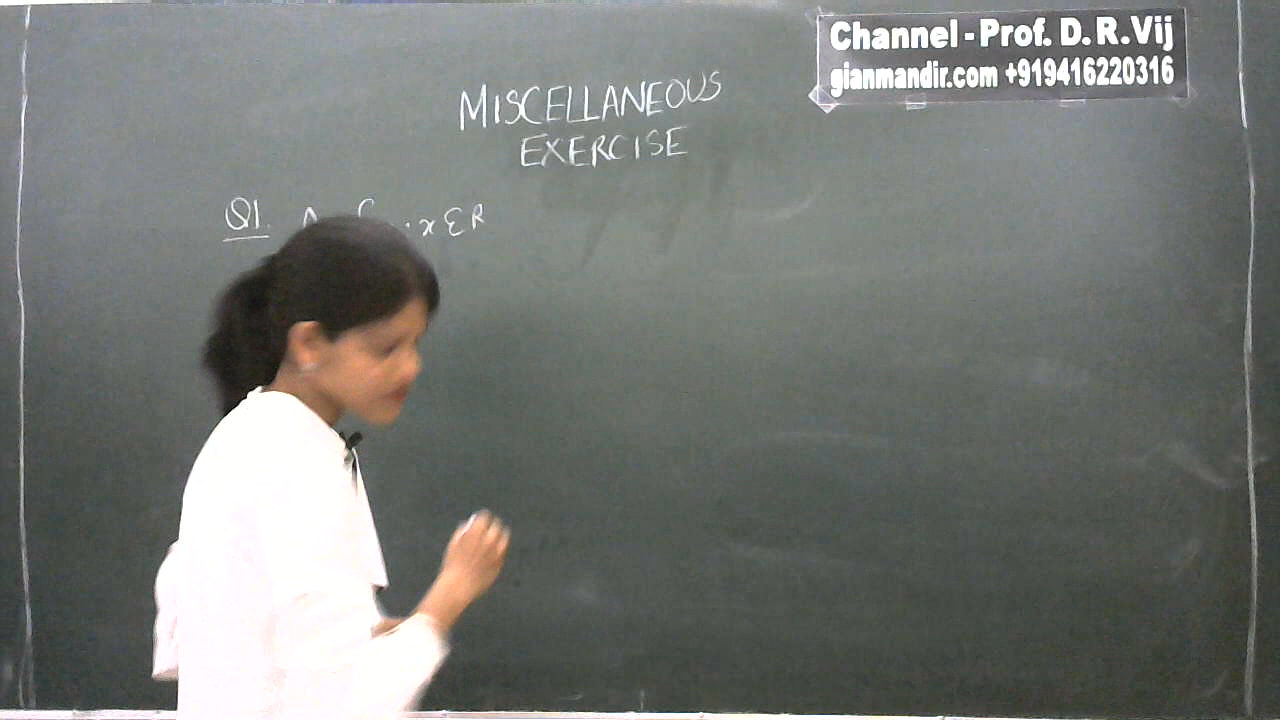 Channel - Prof. D. R. Vij
gianmandir.com +919416220316
MISCELLANEOUS
EXERCISE
Q1. x ∈ R